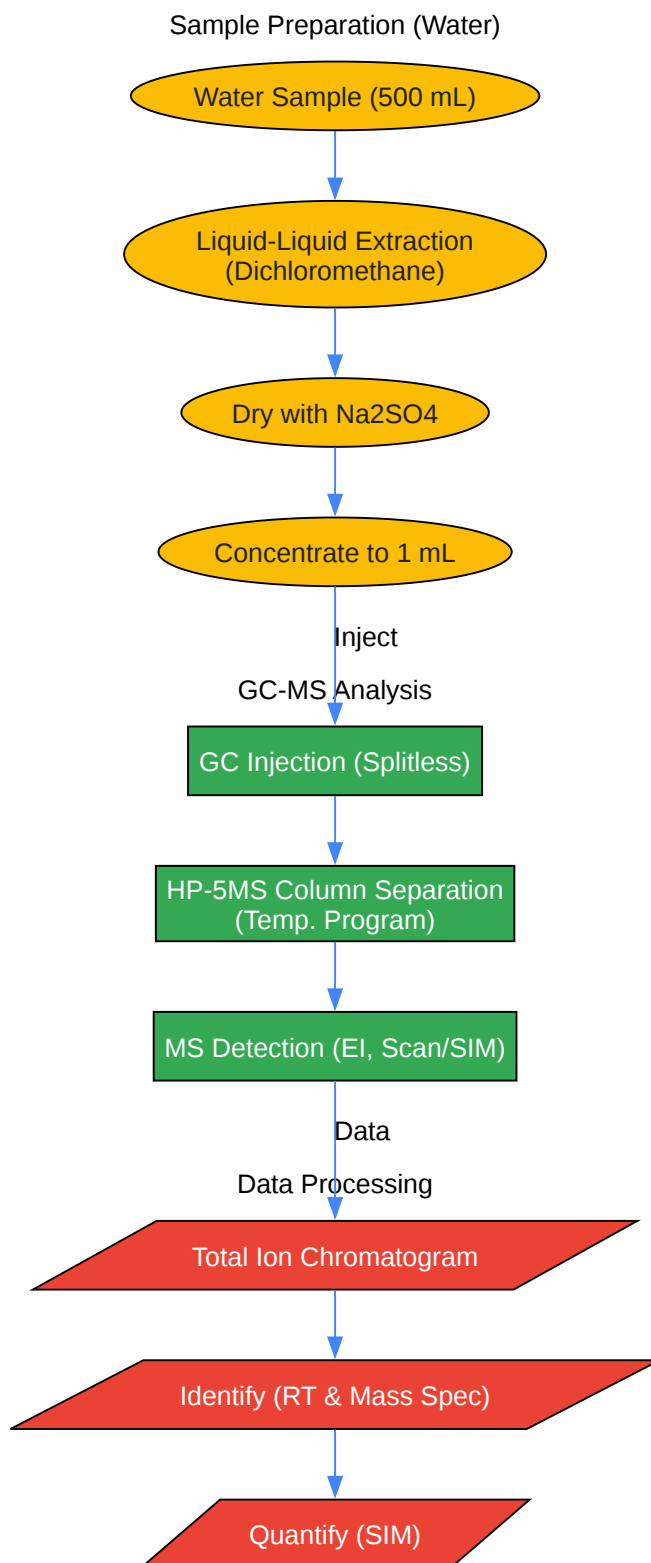 Sample Preparation (Water)
Water Sample (500 mL)
Liquid-Liquid Extraction
(Dichloromethane)
Dry with Na2SO4
Concentrate to 1 mL
Inject
GC-MS Analysis
GC Injection (Splitless)
HP-5MS Column Separation
(Temp. Program)
MS Detection (EI, Scan/SIM)
Data
Data Processing
Total Ion Chromatogram
Identify (RT & Mass Spec)
Quantify (SIM)